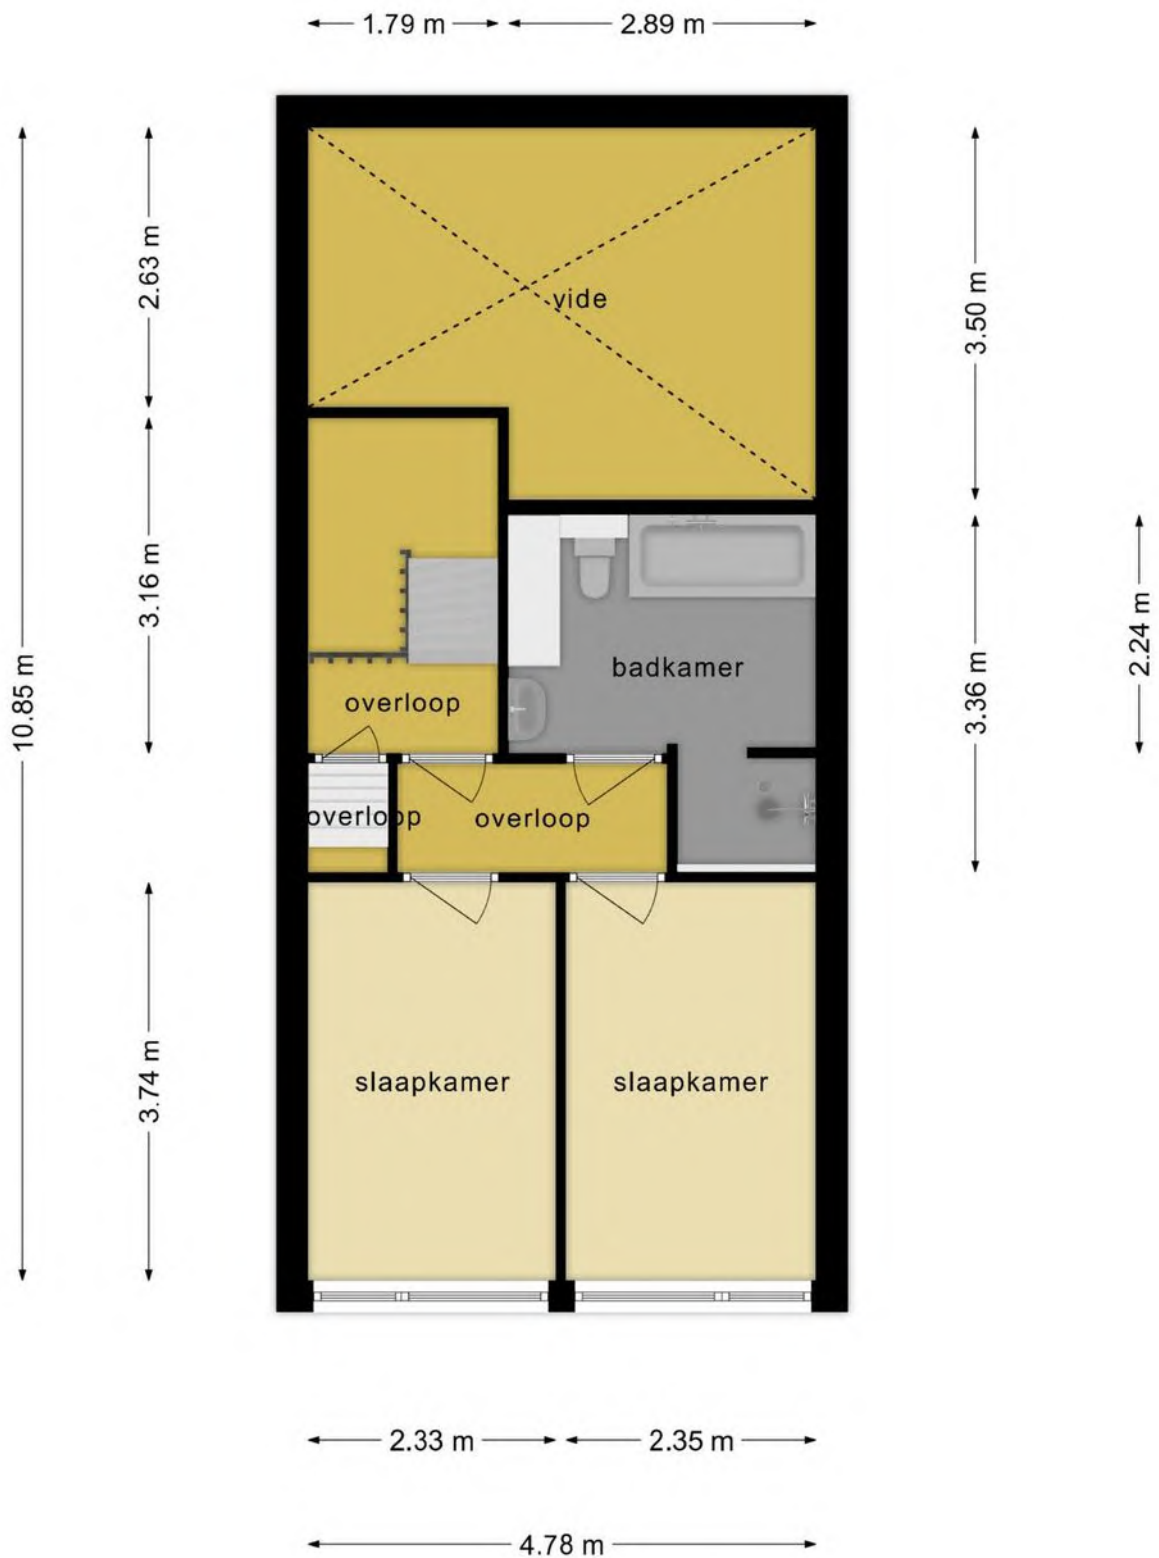 1.79 m
2.89 m
2.63 m
vide
3.50 m
3.16 m
2.24 m
badkamer
3.36 m
10.85 m
overloop
overloop
overloop
slaapkamer
slaapkamer
3.74 m
2.33 m
2.35 m
4.78 m